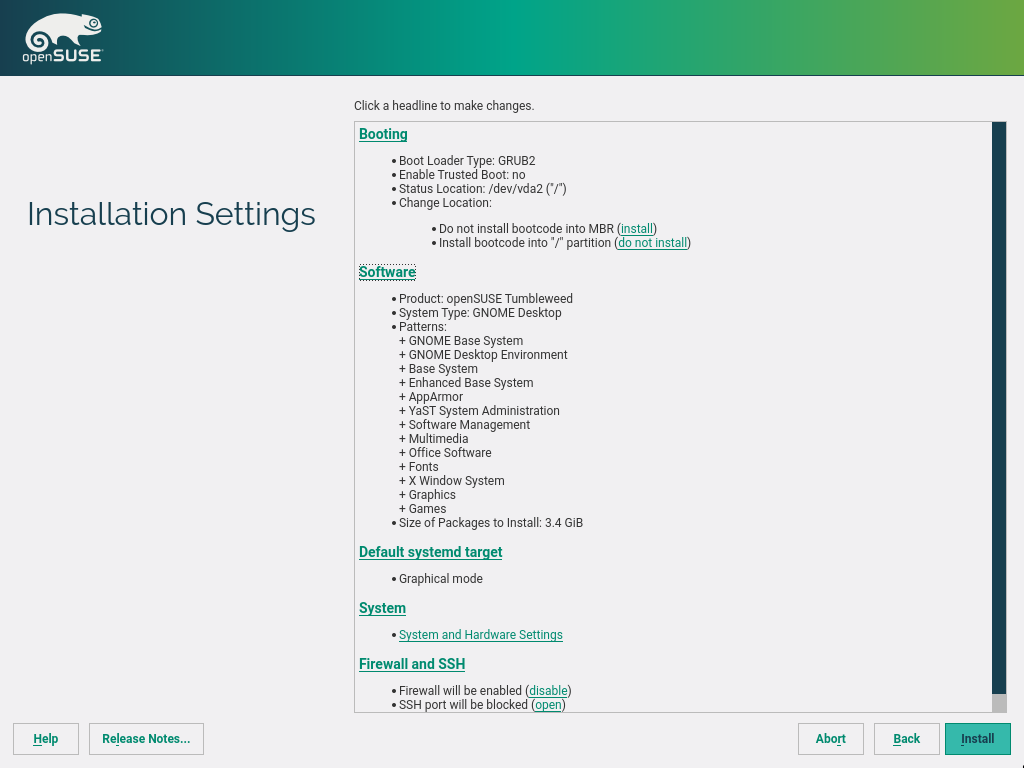 openSUSE
Click a headline to make changes.
Installation Settings
Booting
• Boot Loader Type: GRUB2
• Enable Trusted Boot: no
• Status Location: /dev/vda2 ("/")
• Change Location:
• Do not install bootcode into MBR (install)
• Install bootcode into "/" partition (do not install)
Software
• Product: openSUSE Tumbleweed
• System Type: GNOME Desktop
• Patterns:
+ GNOME Base System
+ GNOME Desktop Environment
+ Base System
+ Enhanced Base System
+ AppArmor
+ YaST System Administration
+ Software Management
+ Multimedia
+ Office Software
+ Fonts
+ X Window System
+ Graphics
+ Games
• Size of Packages to Install: 3.4 GiB
Default systemd target
• Graphical mode
System
• System and Hardware Settings
Firewall and SSH
• Firewall will be enabled (disable)
• SSH port will be blocked (open)
Help Release Notes... Abort Back Install